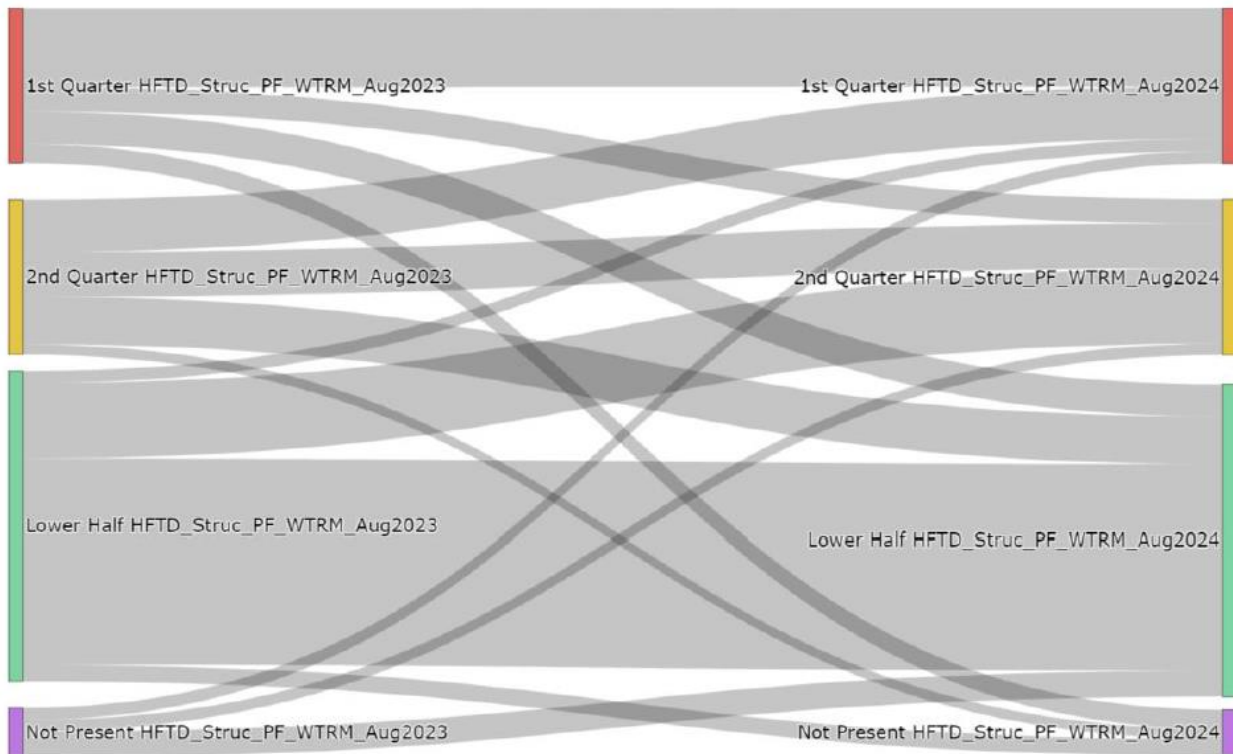 1st Quarter HFTD_Struc_PF_WTRM_Aug2023
1st Quarter HFTD_Struc_PF_WTRM_Aug2024
2nd Quarter HFTD_Struc_PF_WTRM_Aug2023
2nd Quarter HFTD_Struc_PF_WTRM_Aug2024
Lower Half HFTD_Struc_PF_WTRM_Aug2023
Lower Half HFTD_Struc_PF_WTRM_Aug2024
Not Present HFTD_Struc_PF_WTRM_Aug2023
Not Present HFTD_Struc_PF_WTRM_Aug2024